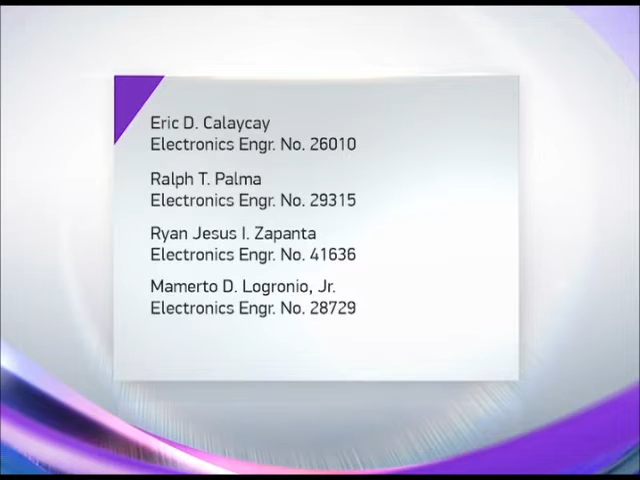 Eric D. Calaycay
Electronics Engr. No. 26010
Ralph T. Palma
Electronics Engr. No. 29315
Ryan Jesus I. Zapanta
Electronics Engr. No. 41636
Mamerto D. Logronio, Jr.
Electronics Engr. No. 28729